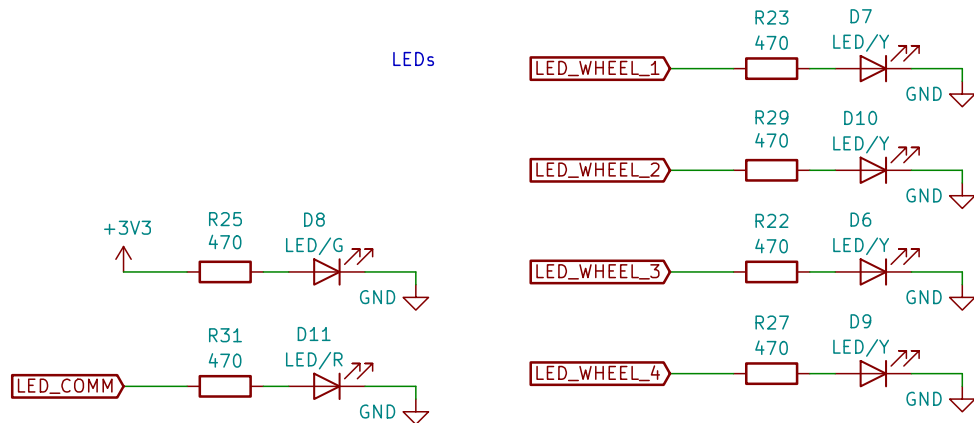 LEDs
R23
470
D7
LED/Y
LED_WHEEL_1
GND
R29
470
D10
LED/Y
LED_WHEEL_2
GND
+3V3
R25
470
D8
LED/G
GND
R22
470
D6
LED/Y
LED_WHEEL_3
GND
R31
470
D11
LED/R
LED_COMM
GND
R27
470
D9
LED/Y
LED_WHEEL_4
GND